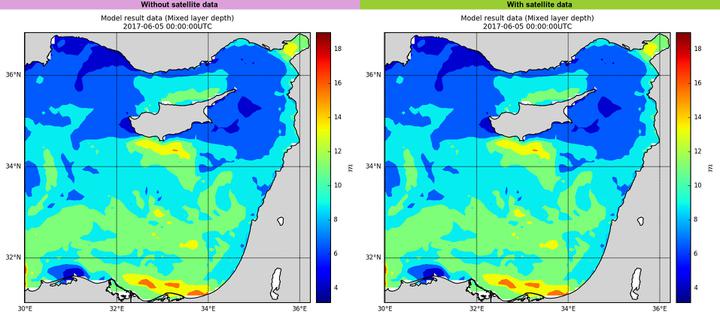 Without satellite data
With satellite data
Model result data (Mixed layer depth)
2017-06-05 00:00:00UTC
36°N
34°N
32°N
30°E
32°E
34°E
36°E
18
16
14
12
10
8
6
4
m
Model result data (Mixed layer depth)
2017-06-05 00:00:00UTC
36°N
34°N
32°N
30°E
32°E
34°E
36°E
18
16
14
12
10
8
6
4
m